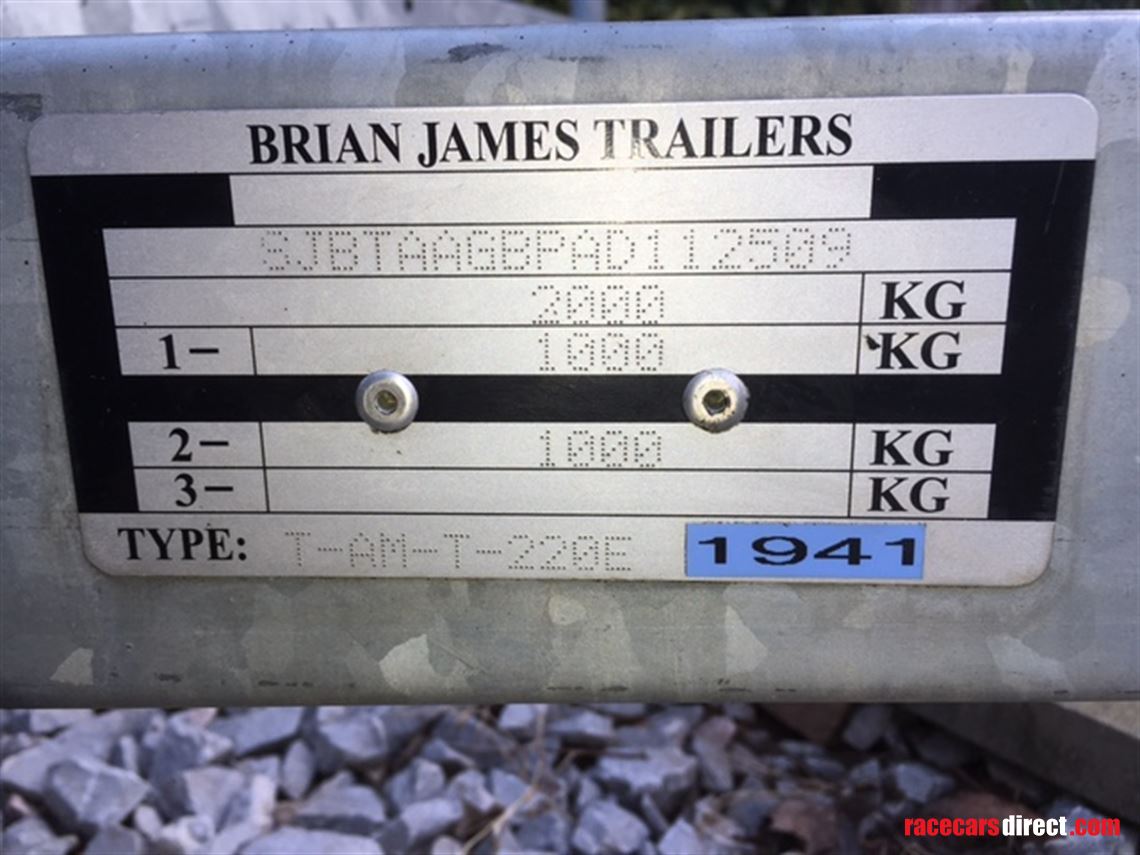 BRIAN JAMES TRAILERS
SJBTAAGBPAD112509
2000 KG
1- 1000 KG
2- 1000 KG
3- KG
TYPE: T-AM-T-220E 1941
racecarsdirect.com